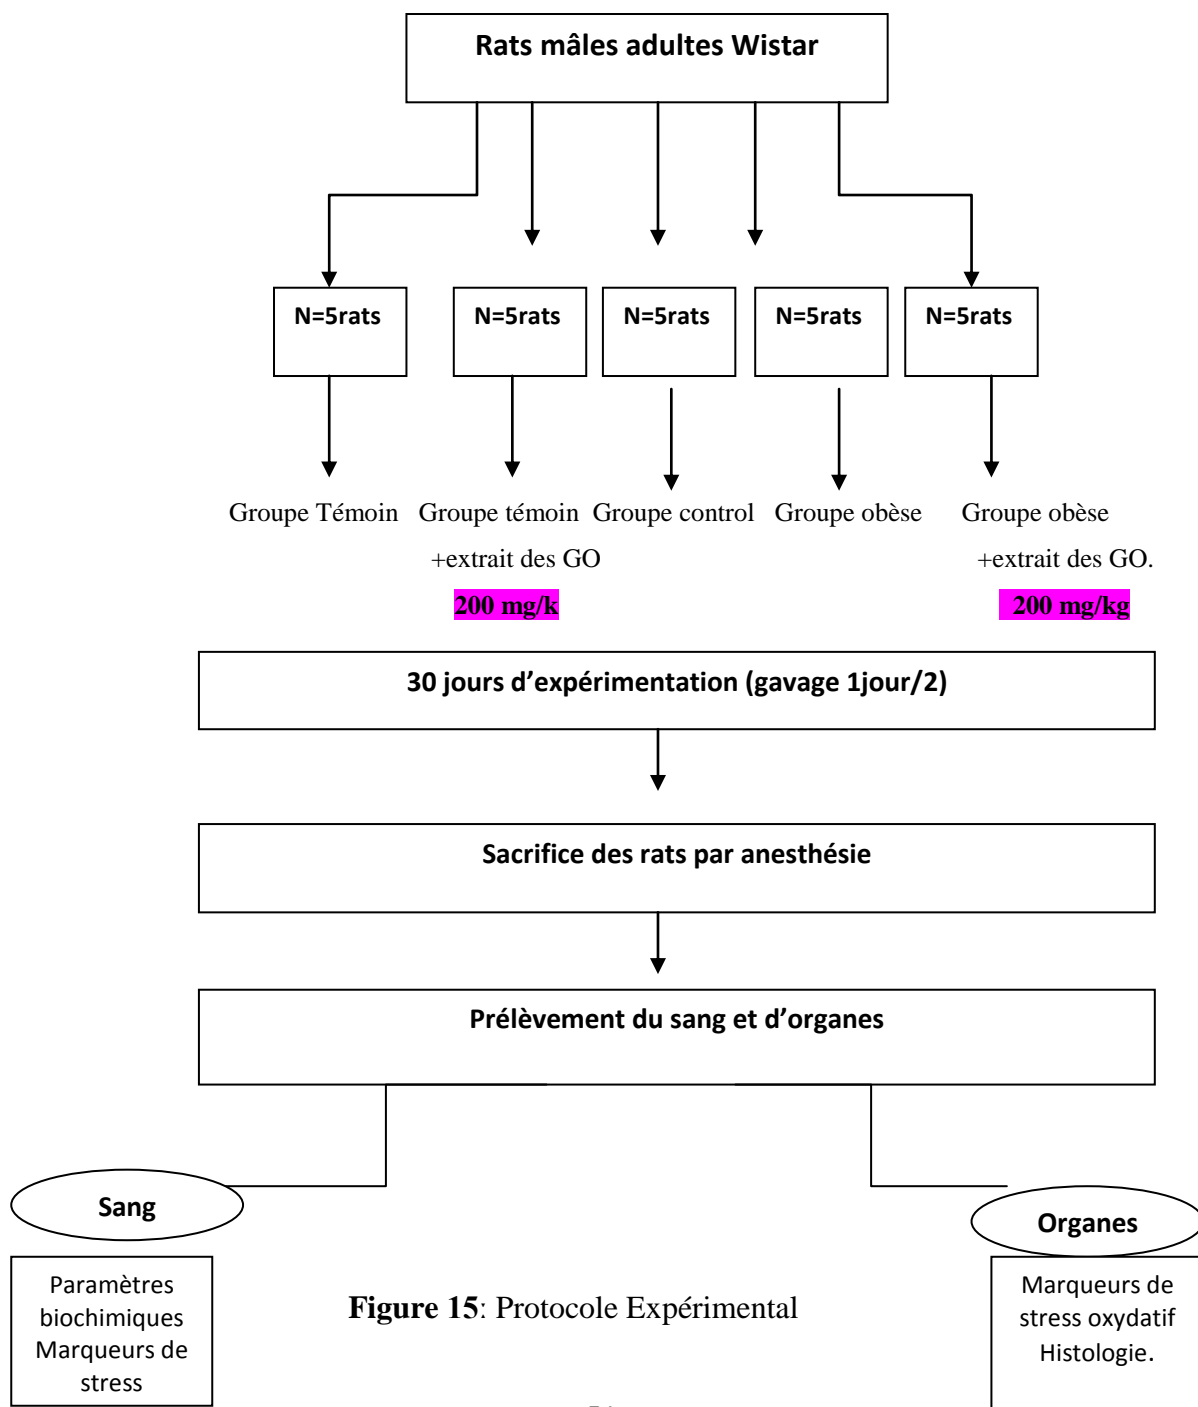 Rats mâles adultes Wistar
N=5rats N=5rats N=5rats N=5rats N=5rats
Groupe Témoin Groupe témoin Groupe control Groupe obèse Groupe obèse
+extrait des GO +extrait des GO.
200 mg/k 200 mg/kg
30 jours d’expérimentation (gavage 1jour/2)
Sacrifice des rats par anesthésie
Prélèvement du sang et d’organes
Sang
Organes
Paramètres
biochimiques
Marqueurs de
stress
Figure 15: Protocole Expérimental
Marqueurs de
stress oxydatif
Histologie.